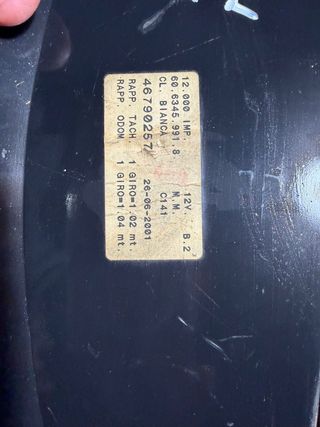 12.000 IMP. 12V. B.2
60.6345.991.8 M.M.
CL. BIANCA C141
46790257 26-06-2001
RAPP. TACH 1 GIRO=1.02 mt.
RAPP. ODOM. 1 GIRO=1.04 mt.